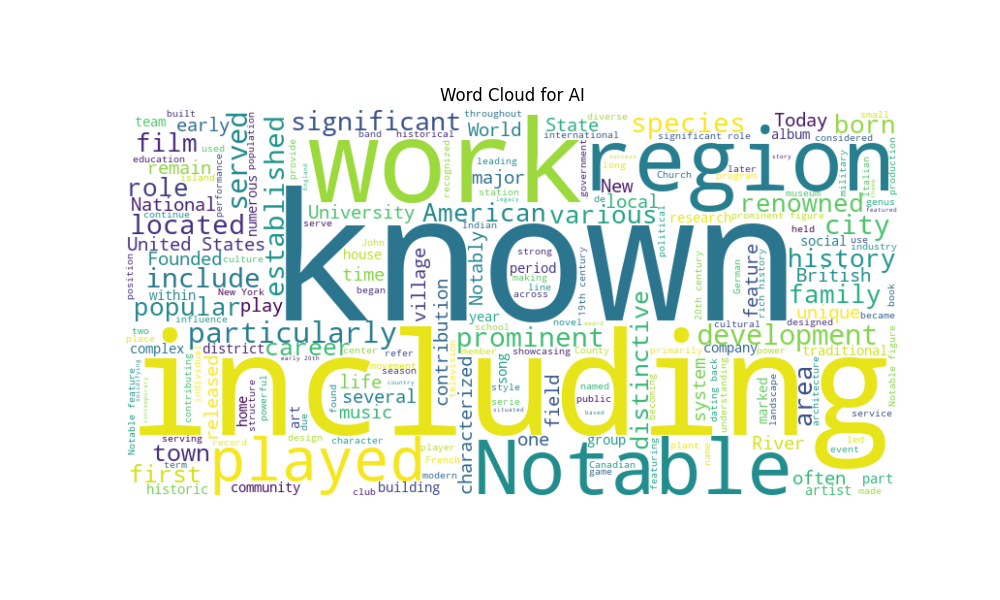 Word Cloud for AI
built
throughout
diverse
small
team
early
served
significant
World
State
species
Today
born
band
historical
international
significant role
album
considered
film
used
population
numerous
established
work
region
education
remain
performance
provide
recognized
leading
government
long
Church
New
later
program
military
Italian
production
role
island
major
station
legacy
de
museum
genus
featured
National
continue
University
American
various
local
research
prominent figure
renowned
located
serve
Indian
political
held
city
United States
culture
John
house
Notably
strong
known
social
use
industry
Founded
village
period
German
feature
rich history
history
include
time
making
19th century
20th century
British
position
within
New York
began
line
across
family
popular
play
year
novel
cultural
designed
unique
became
book
influence
particularly
school
prominent
distinctive
development
two
place
complex
district
career
center
refer
contribution
television
member
showcasing
County
primarily
company
power
traditional
Notable figure
early 20th
movement
including
contemporary
contributing
individual
released
home
structure
powerful
found
life
country
song
style
serie
situated
field
named
public
based
becoming
system
understanding
dating back
marked
landscape
area
architecture
Notable feature
art
due
several
music
characterized
service
serving
design
character
player
one
group
plant
name
River
led
event
town
played
French
Notable
first
term
record
season
modern
Canadian
game
featuring
often
part
historic
community
club
building
artist
made